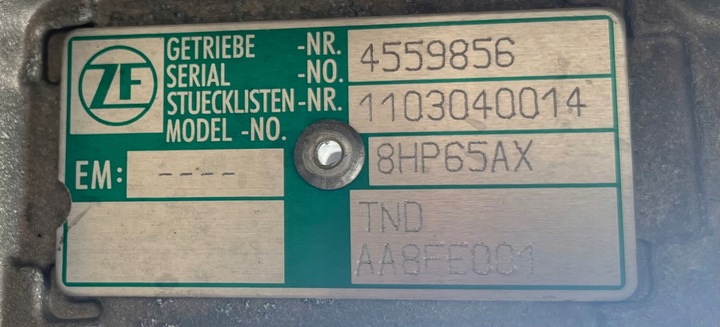 ZF
GETRIEBE -NR. 4559856
SERIAL -NO.
STUECKLISTEN-NR. 1103040014
MODEL -NO.
8HP65AX
EM: ----
TND
AA8FE001